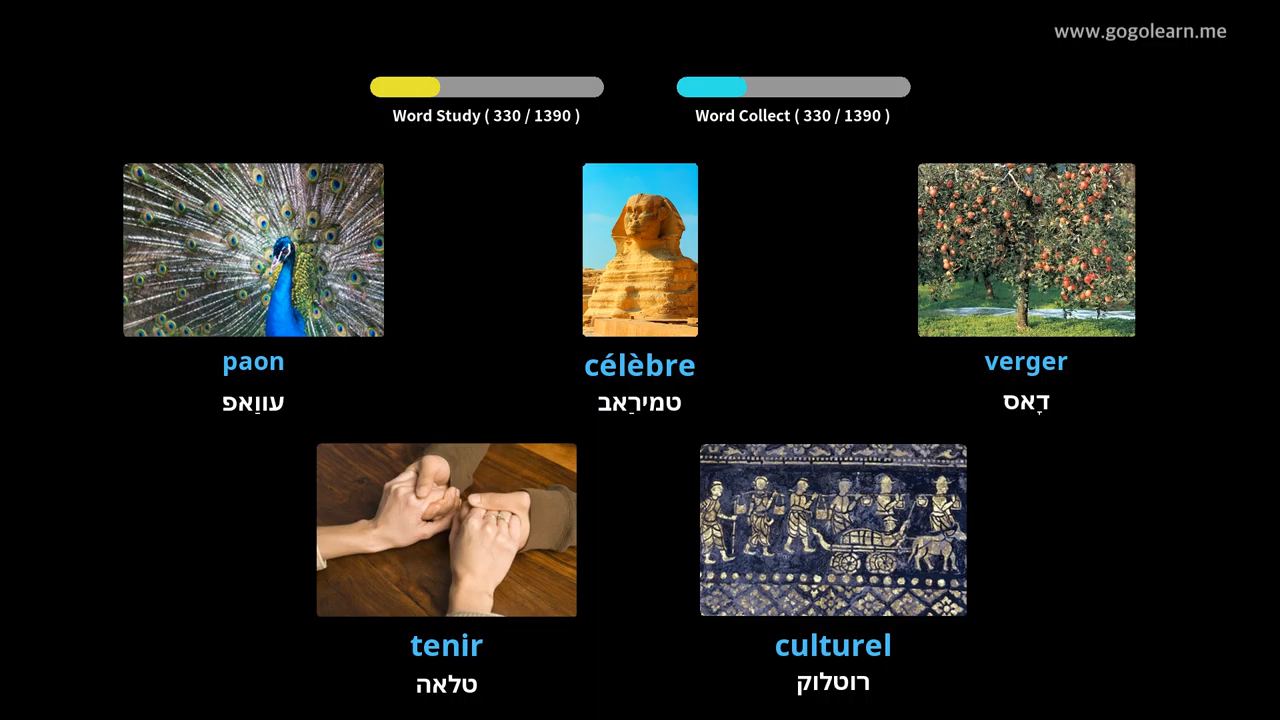 www.gogolearn.me
Word Study ( 330 / 1390 )
Word Collect ( 330 / 1390 )
paon
עווַאפ
célèbre
טמירַאב
verger
דָאס
tenir
טלאה
culturel
רוטלוק